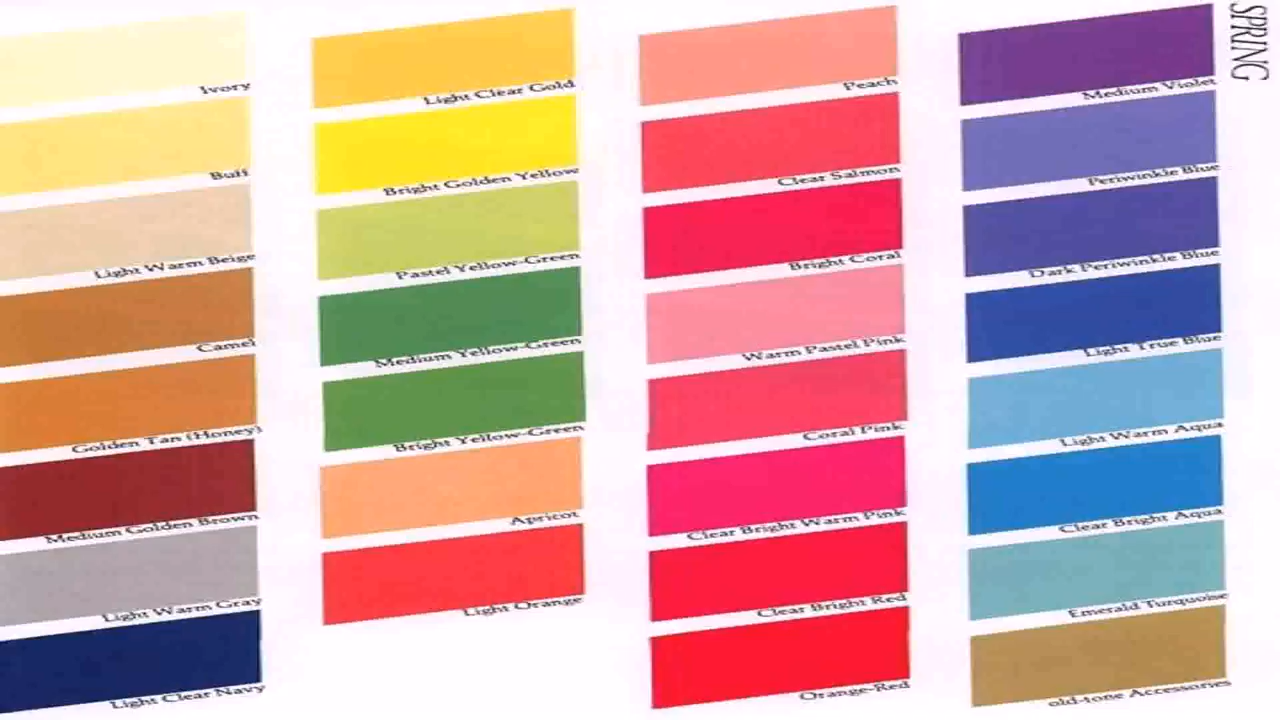 SPRING
Ivory
Buff
Light Warm Beige
Camel
Golden Tan (Honey)
Medium Golden Brown
Light Warm Gray
Light Clear Navy
Light Clear Gold
Bright Golden Yellow
Pastel Yellow-Green
Medium Yellow-Green
Bright Yellow-Green
Apricot
Light Orange
Peach
Clear Salmon
Bright Coral
Warm Pastel Pink
Coral Pink
Clear Bright Warm Pink
Clear Bright Red
Orange-Red
Medium Violet
Periwinkle Blue
Dark Periwinkle Blue
Light True Blue
Light Warm Aqua
Clear Bright Aqua
Emerald Turquoise
old-tone Accessories